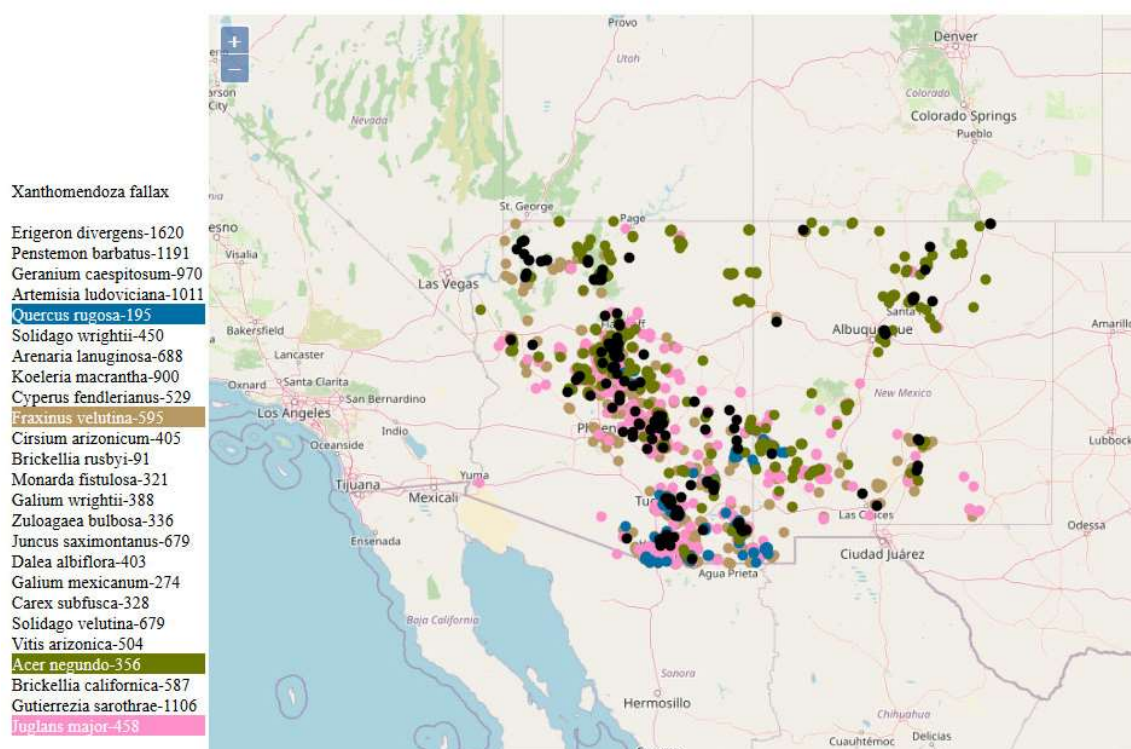 Xanthomendoza fallax
Erigeron divergens-1620
Penstemon barbatus-1191
Geranium caespitosum-970
Artemisia ludoviciana-1011
Quercus rugosa-195
Solidago wrightii-450
Arenaria lanuginosa-688
Koeleria macrantha-900
Cyperus fendlerianus-529
Fraxinus velutina-595
Cirsium arizonicum-405
Brickellia rusbyi-91
Monarda fistulosa-321
Galium wrightii-388
Zuloagaea bulbosa-336
Juncus saximontanus-679
Dalea albiflora-403
Galium mexicanum-274
Carex subfusca-328
Solidago velutina-679
Vitis arizonica-504
Acer negundo-356
Brickellia californica-587
Gutierrezia sarothrae-1106
Juglans major-458
+
−
Provo
Utah
Denver
Colorado
Colorado Springs
Pueblo
City
Nevada
St. George
Page
Visalia
Las Vegas
Bakersfield
Lancaster
Santa Clarita
Oxnard
San Bernardino
Los Angeles
Indio
Oceanside
Tijuana
Mexicali
Yuma
Ensenada
Santa
Albuquerque
Amarillo
New Mexico
Lubbock
Las Cruces
Ciudad Juárez
Odessa
Agua Prieta
Baja California
Sonora
Hermosillo
Chihuahua
Cuauhtémoc
Delicias